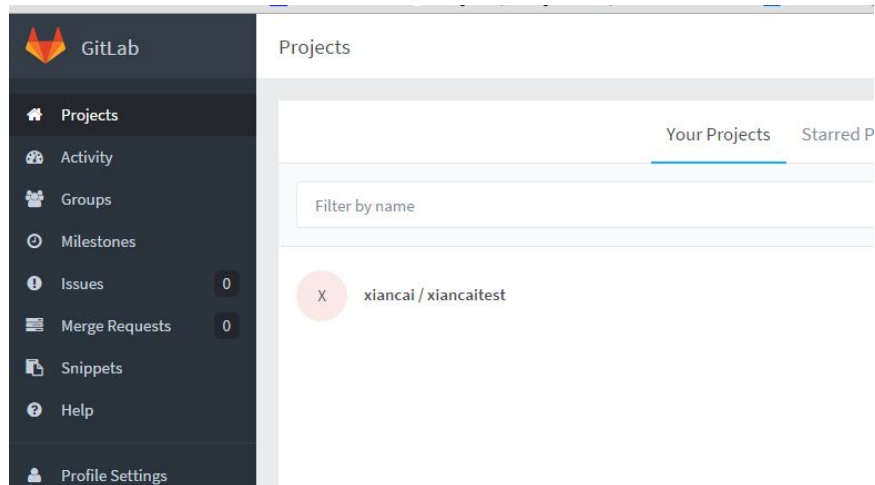 GitLab
Projects
Projects
Activity
Groups
Milestones
Issues 0
Merge Requests 0
Snippets
Help
Profile Settings
Your Projects Starred P
Filter by name
X xiancai / xiancaitest